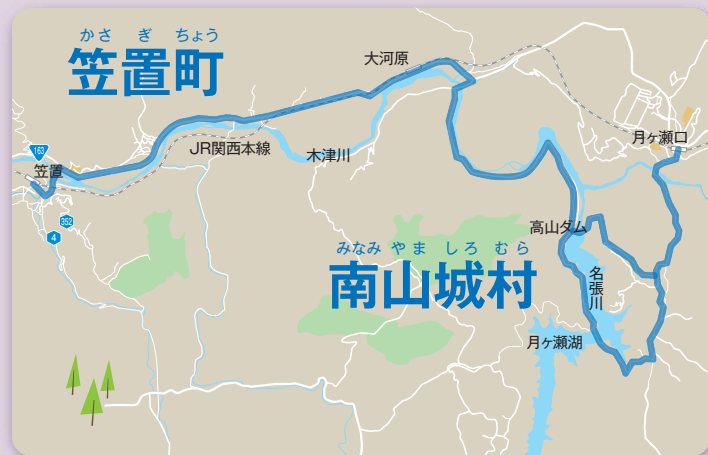 かさ ぎ ちょう
笠置町
大河原
163
笠置
JR関西本線
木津川
月ヶ瀬口
352
4
高山ダム
みなみ やま しろ むら
南山城村
名張川
月ヶ瀬湖